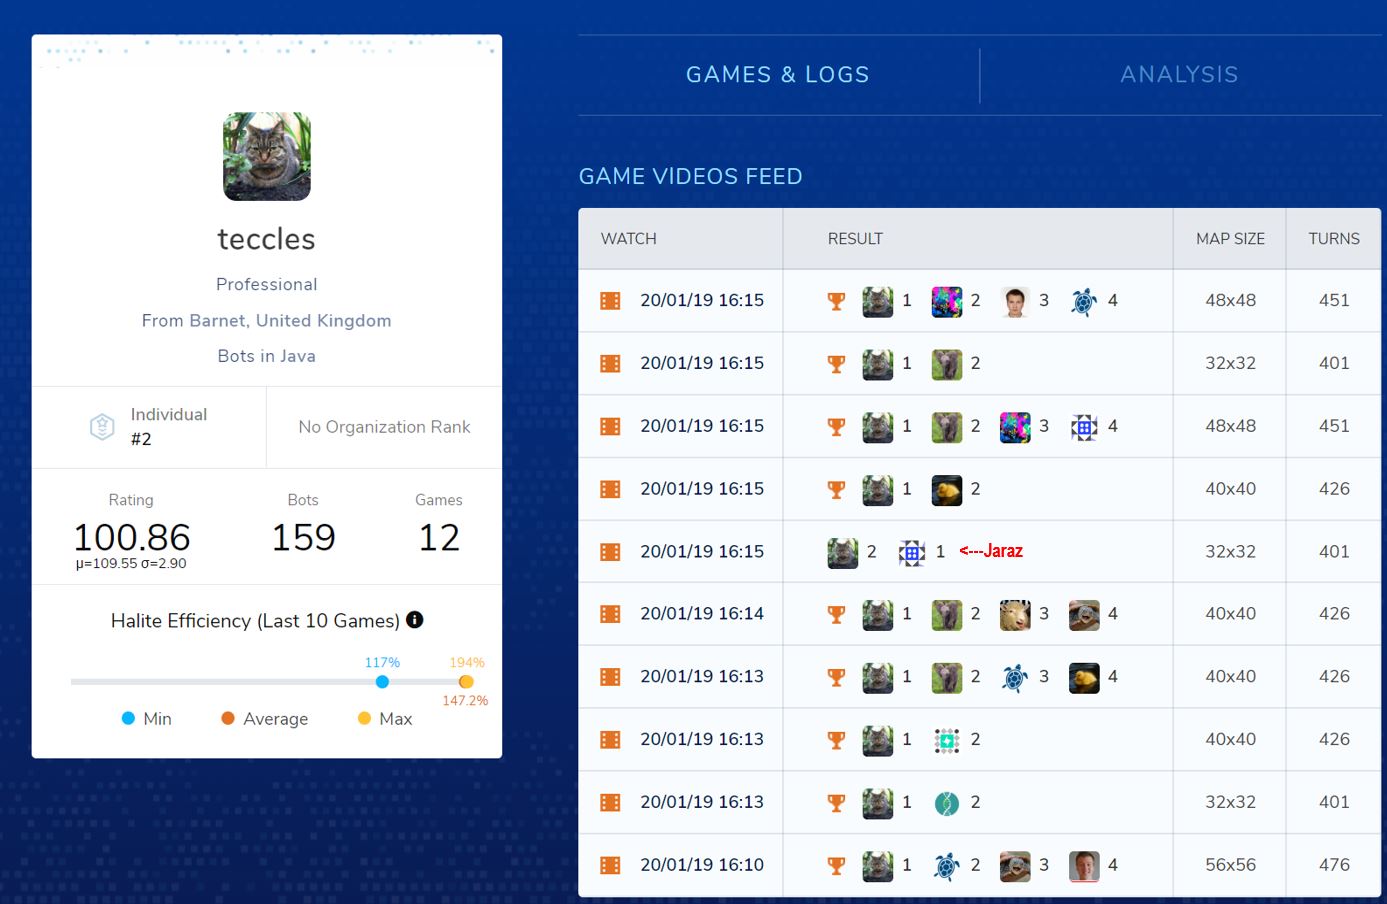 GAMES & LOGS
ANALYSIS
teccles
Professional
From Barnet, United Kingdom
Bots in Java
Individual
#2
No Organization Rank
Rating
Bots
Games
100.86
159
12
μ=109.55 σ=2.90
Halite Efficiency (Last 10 Games)
117%
194%
147.2%
Min
Average
Max
GAME VIDEOS FEED
WATCH RESULT MAP SIZE TURNS
20/01/19 16:15 1 2 3 4 48x48 451
20/01/19 16:15 1 2 32x32 401
20/01/19 16:15 1 2 3 4 48x48 451
20/01/19 16:15 1 2 40x40 426
20/01/19 16:15 2 1 <---Jaraz 32x32 401
20/01/19 16:14 1 2 3 4 40x40 426
20/01/19 16:13 1 2 3 4 40x40 426
20/01/19 16:13 1 2 40x40 426
20/01/19 16:13 1 2 32x32 401
20/01/19 16:10 1 2 3 4 56x56 476